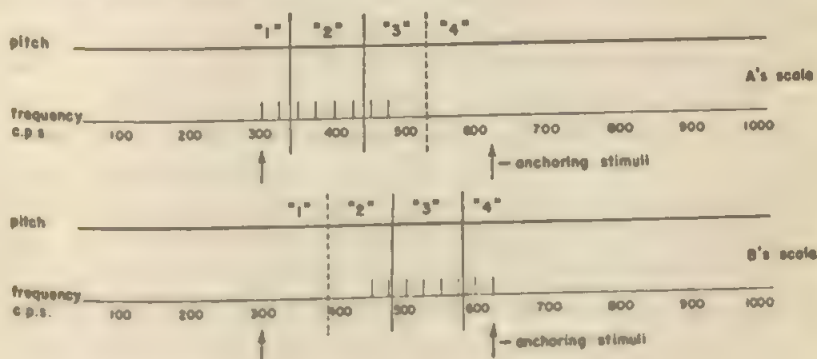 "1" "2" "3" "4"
pitch
A's scale
frequency
c.p.s 100 200 300 400 500 600 700 800 900 1000
— anchoring stimuli
"1" "2" "3" "4"
pitch
B's scale
frequency
c.p.s. 100 200 300 400 500 600 700 800 900 1000
— anchoring stimuli